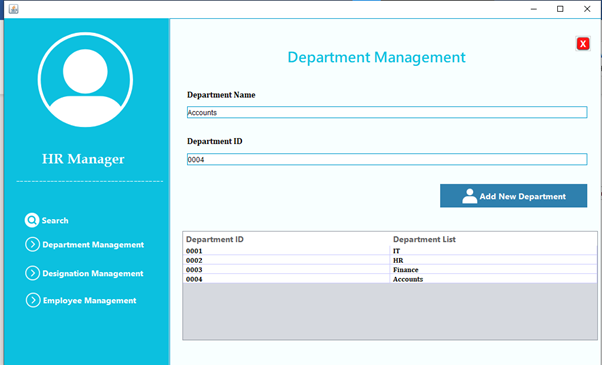 X
Department Management
Department Name
Accounts
Department ID
0004
HR Manager
Add New Department
Search
Department Management
Designation Management
Employee Management
Department ID Department List
0001 IT
0002 HR
0003 Finance
0004 Accounts